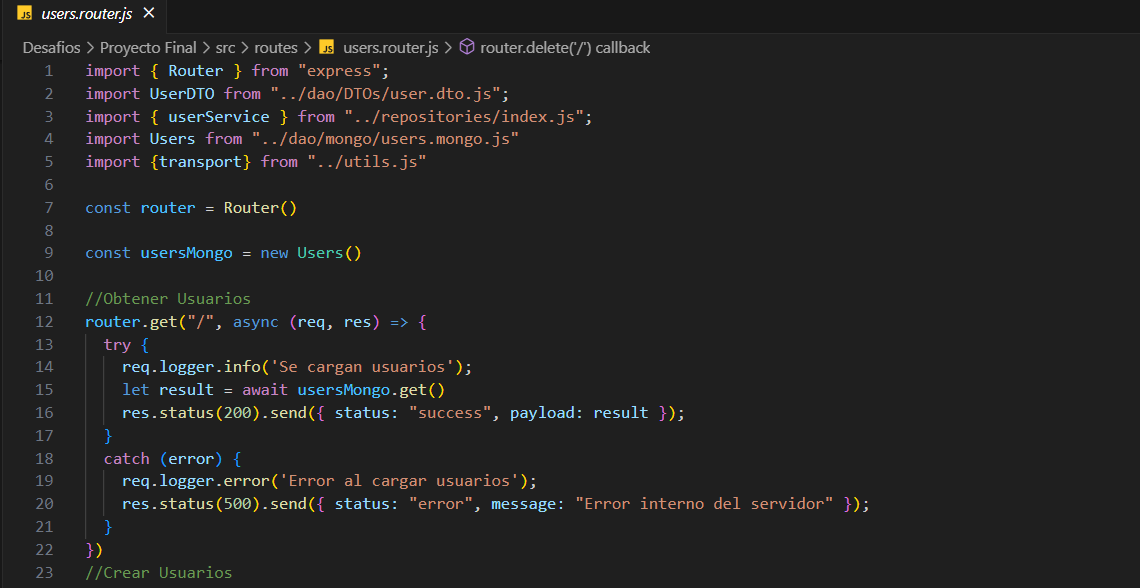 JS users.router.js ×
Desafios > Proyecto Final > src > routes > JS users.router.js > router.delete('/') callback
1 import { Router } from "express";
2 import UserDTO from "../dao/DTOs/user.dto.js";
3 import { userService } from "../repositories/index.js";
4 import Users from "../dao/mongo/users.mongo.js"
5 import {transport} from "../utils.js"
6
7 const router = Router()
8
9 const usersMongo = new Users()
10
11 //Obtener Usuarios
12 router.get("/", async (req, res) => {
13 try {
14 req.logger.info('Se cargan usuarios');
15 let result = await usersMongo.get()
16 res.status(200).send({ status: "success", payload: result });
17 }
18 catch (error) {
19 req.logger.error('Error al cargar usuarios');
20 res.status(500).send({ status: "error", message: "Error interno del servidor" });
21 }
22 })
23 //Crear Usuarios